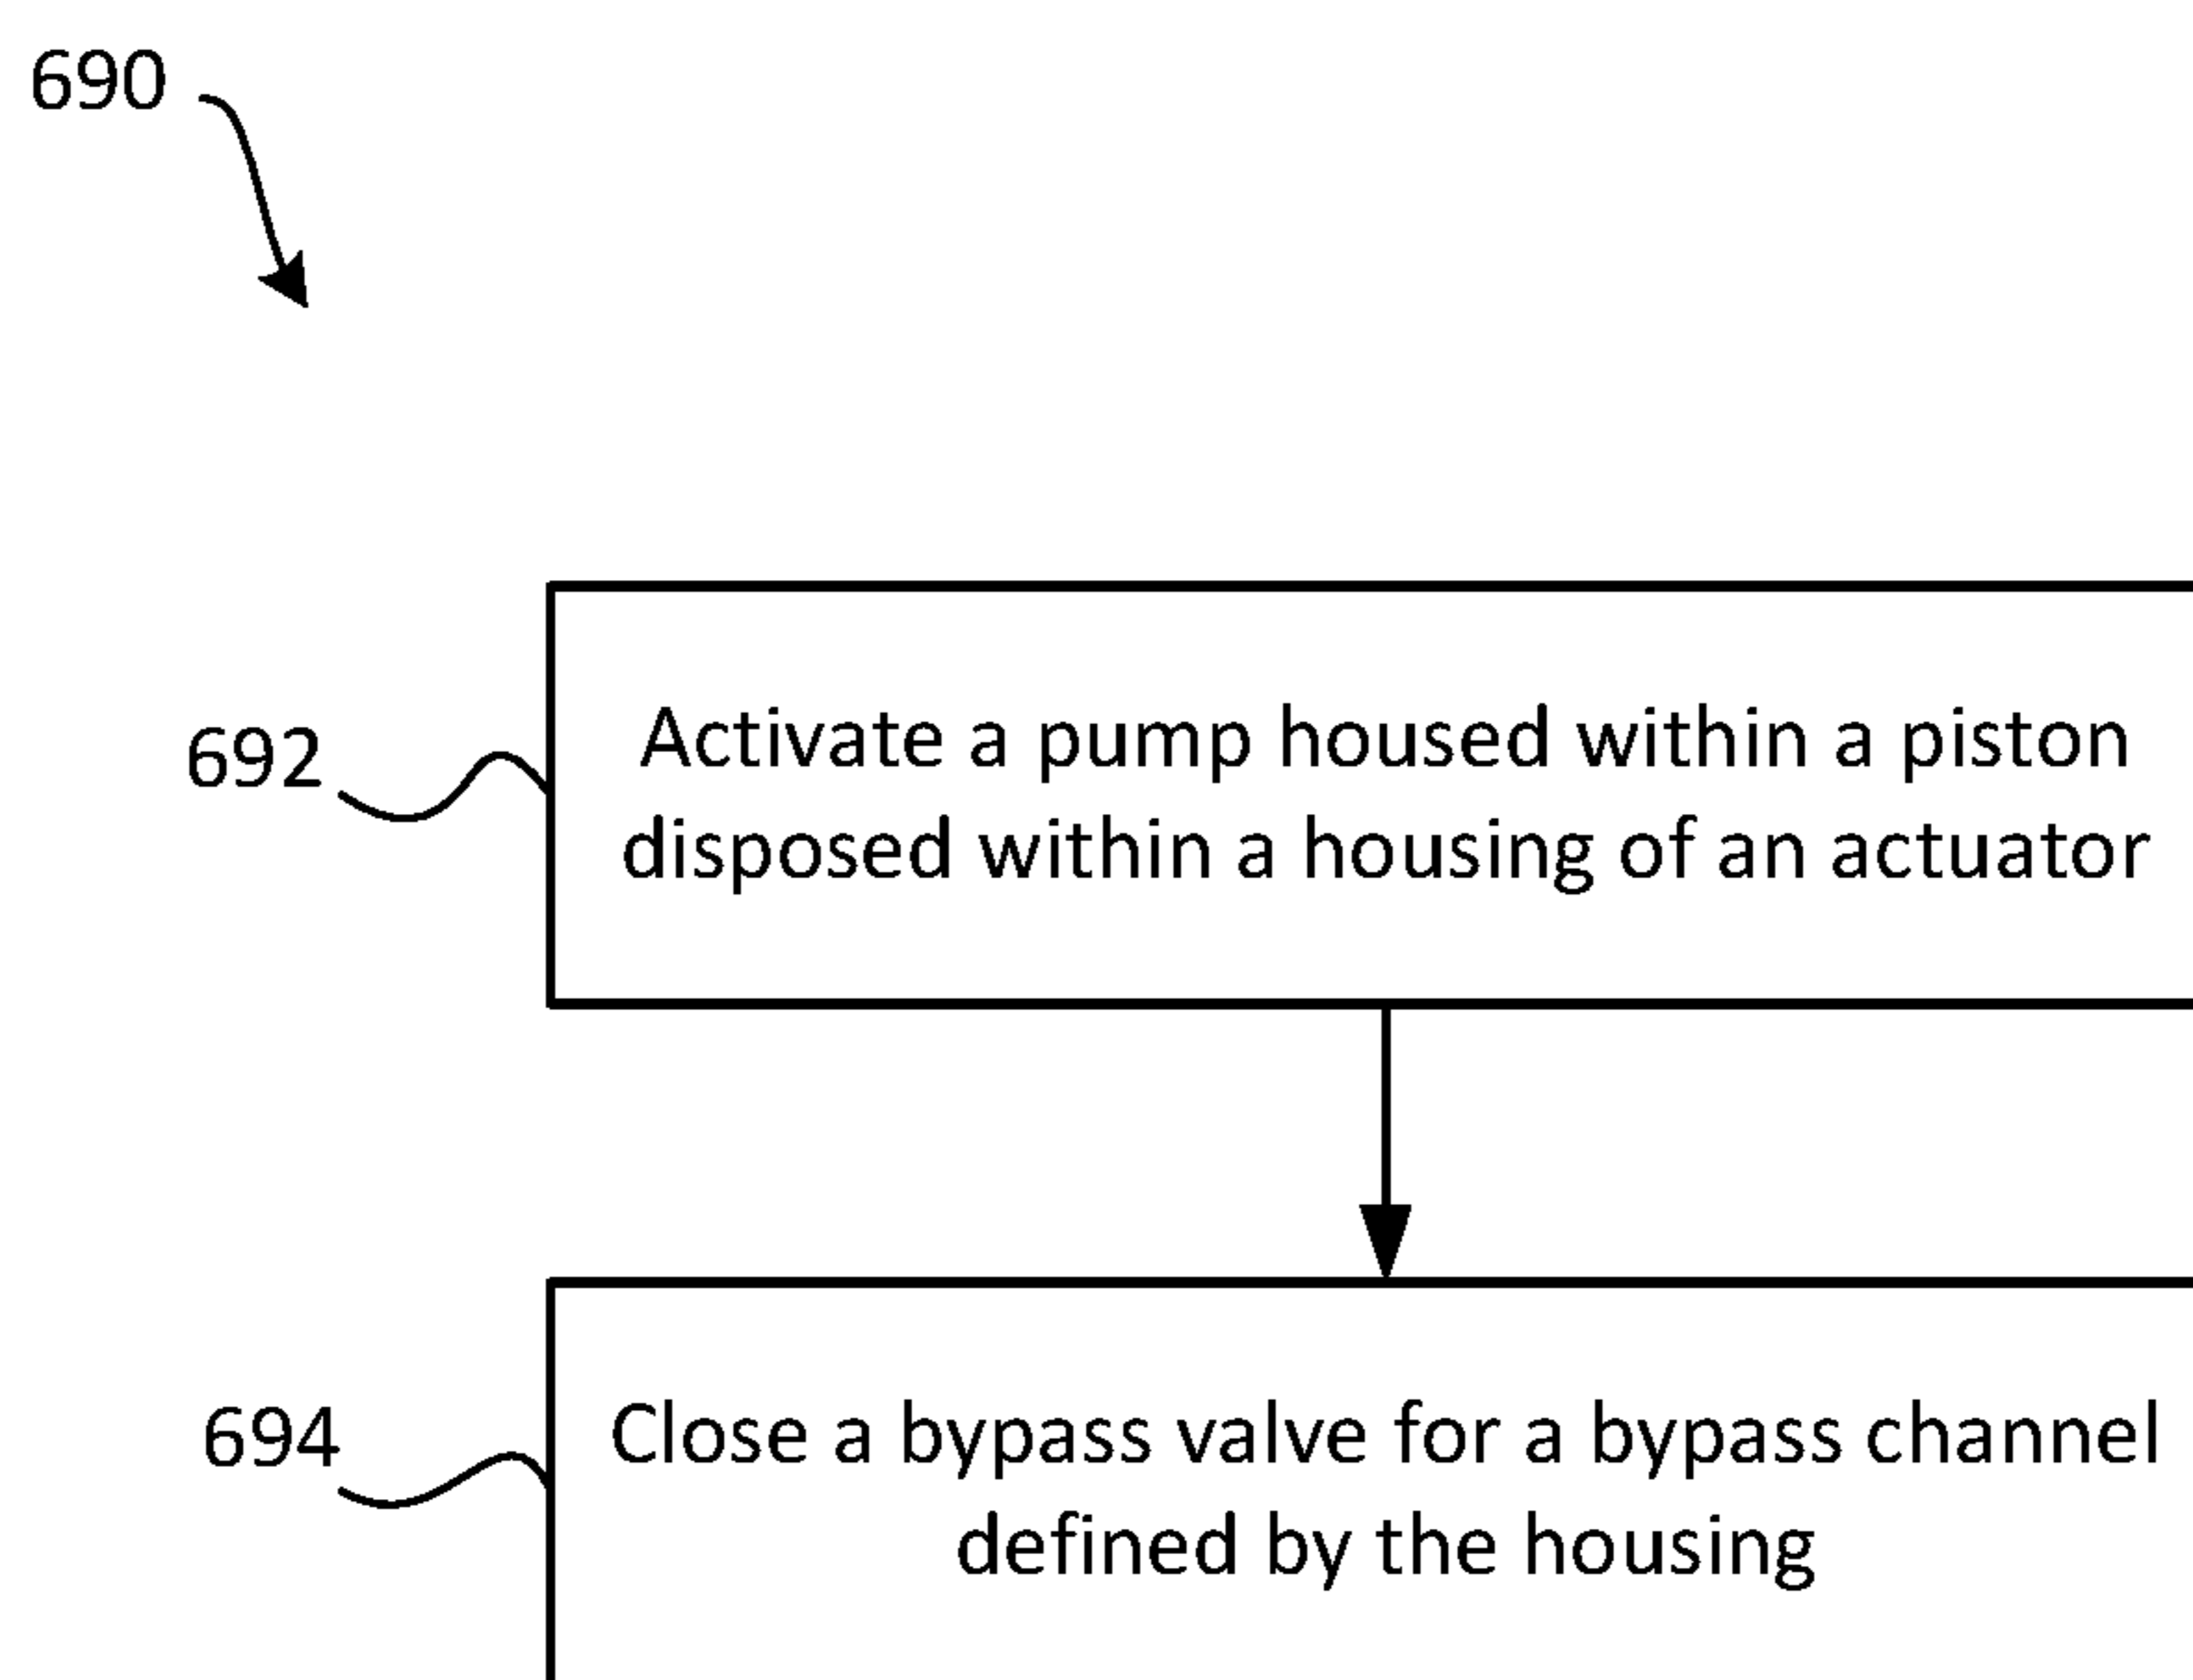 690
692
Activate a pump housed within a piston
disposed within a housing of an actuator
694
Close a bypass valve for a bypass channel
defined by the housing